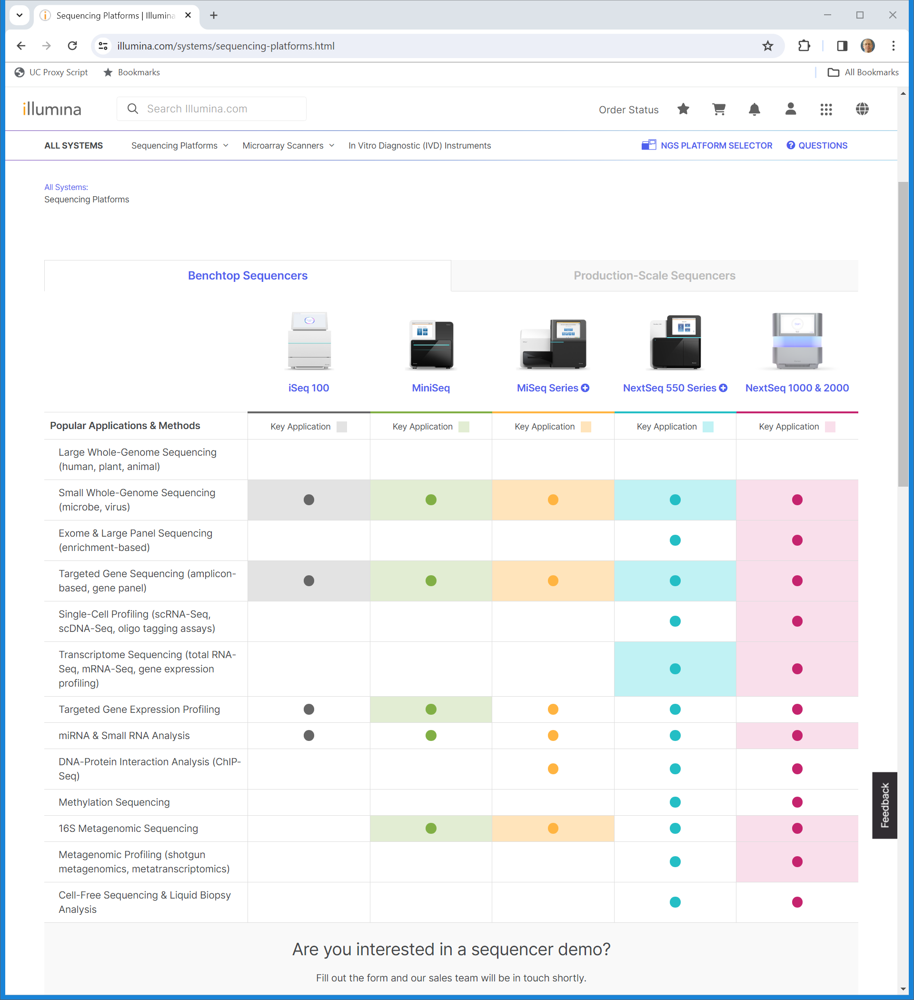 Sequencing Platforms | Illumina
illumina.com/systems/sequencing-platforms.html
UC Proxy Script
Bookmarks
All Bookmarks
illumina
Search Illumina.com
Order Status
ALL SYSTEMS
Sequencing Platforms
Microarray Scanners
In Vitro Diagnostic (IVD) Instruments
NGS PLATFORM SELECTOR
QUESTIONS
All Systems:
Sequencing Platforms
Benchtop Sequencers
Production-Scale Sequencers
Start
iSeq 100
MiniSeq
MiSeq Series
NextSeq 550 Series
NextSeq 1000 & 2000
Popular Applications & Methods
Key Application
Key Application
Key Application
Key Application
Key Application
Large Whole-Genome Sequencing
(human, plant, animal)
Small Whole-Genome Sequencing
(microbe, virus)
Exome & Large Panel Sequencing
(enrichment-based)
Targeted Gene Sequencing (amplicon-
based, gene panel)
Single-Cell Profiling (scRNA-Seq,
scDNA-Seq, oligo tagging assays)
Transcriptome Sequencing (total RNA-
Seq, mRNA-Seq, gene expression
profiling)
Targeted Gene Expression Profiling
miRNA & Small RNA Analysis
DNA-Protein Interaction Analysis (ChIP-
Seq)
Methylation Sequencing
16S Metagenomic Sequencing
Metagenomic Profiling (shotgun
metagenomics, metatranscriptomics)
Cell-Free Sequencing & Liquid Biopsy
Analysis
Feedback
Are you interested in a sequencer demo?
Fill out the form and our sales team will be in touch shortly.